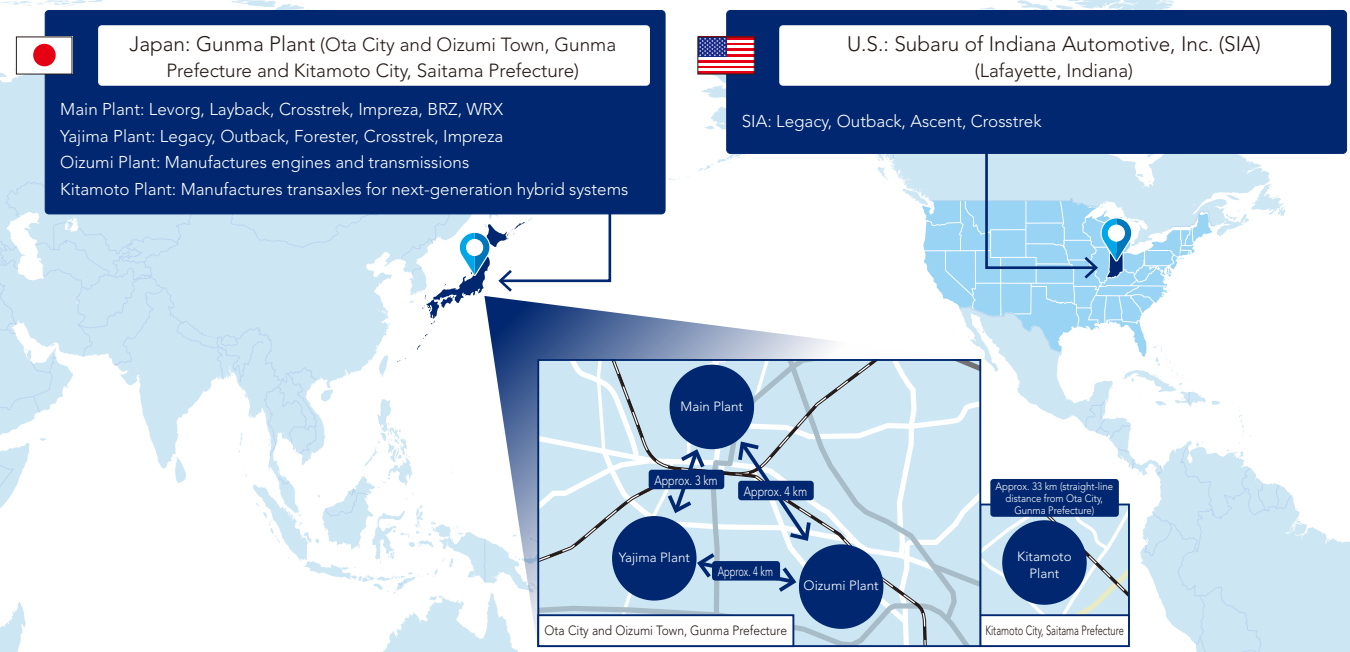 Japan: Gunma Plant (Ota City and Oizumi Town, Gunma
Prefecture and Kitamoto City, Saitama Prefecture)
Main Plant: Levorg, Layback, Crosstrek, Impreza, BRZ, WRX
Yajima Plant: Legacy, Outback, Forester, Crosstrek, Impreza
Oizumi Plant: Manufactures engines and transmissions
Kitamoto Plant: Manufactures transaxles for next-generation hybrid systems
U.S.: Subaru of Indiana Automotive, Inc. (SIA)
(Lafayette, Indiana)
SIA: Legacy, Outback, Ascent, Crosstrek
Main Plant
Approx. 3 km
Approx. 4 km
Yajima Plant
Approx. 4 km
Oizumi Plant
Ota City and Oizumi Town, Gunma Prefecture
Approx. 33 km (straight-line
distance from Ota City,
Gunma Prefecture)
Kitamoto
Plant
Kitamoto City, Saitama Prefecture